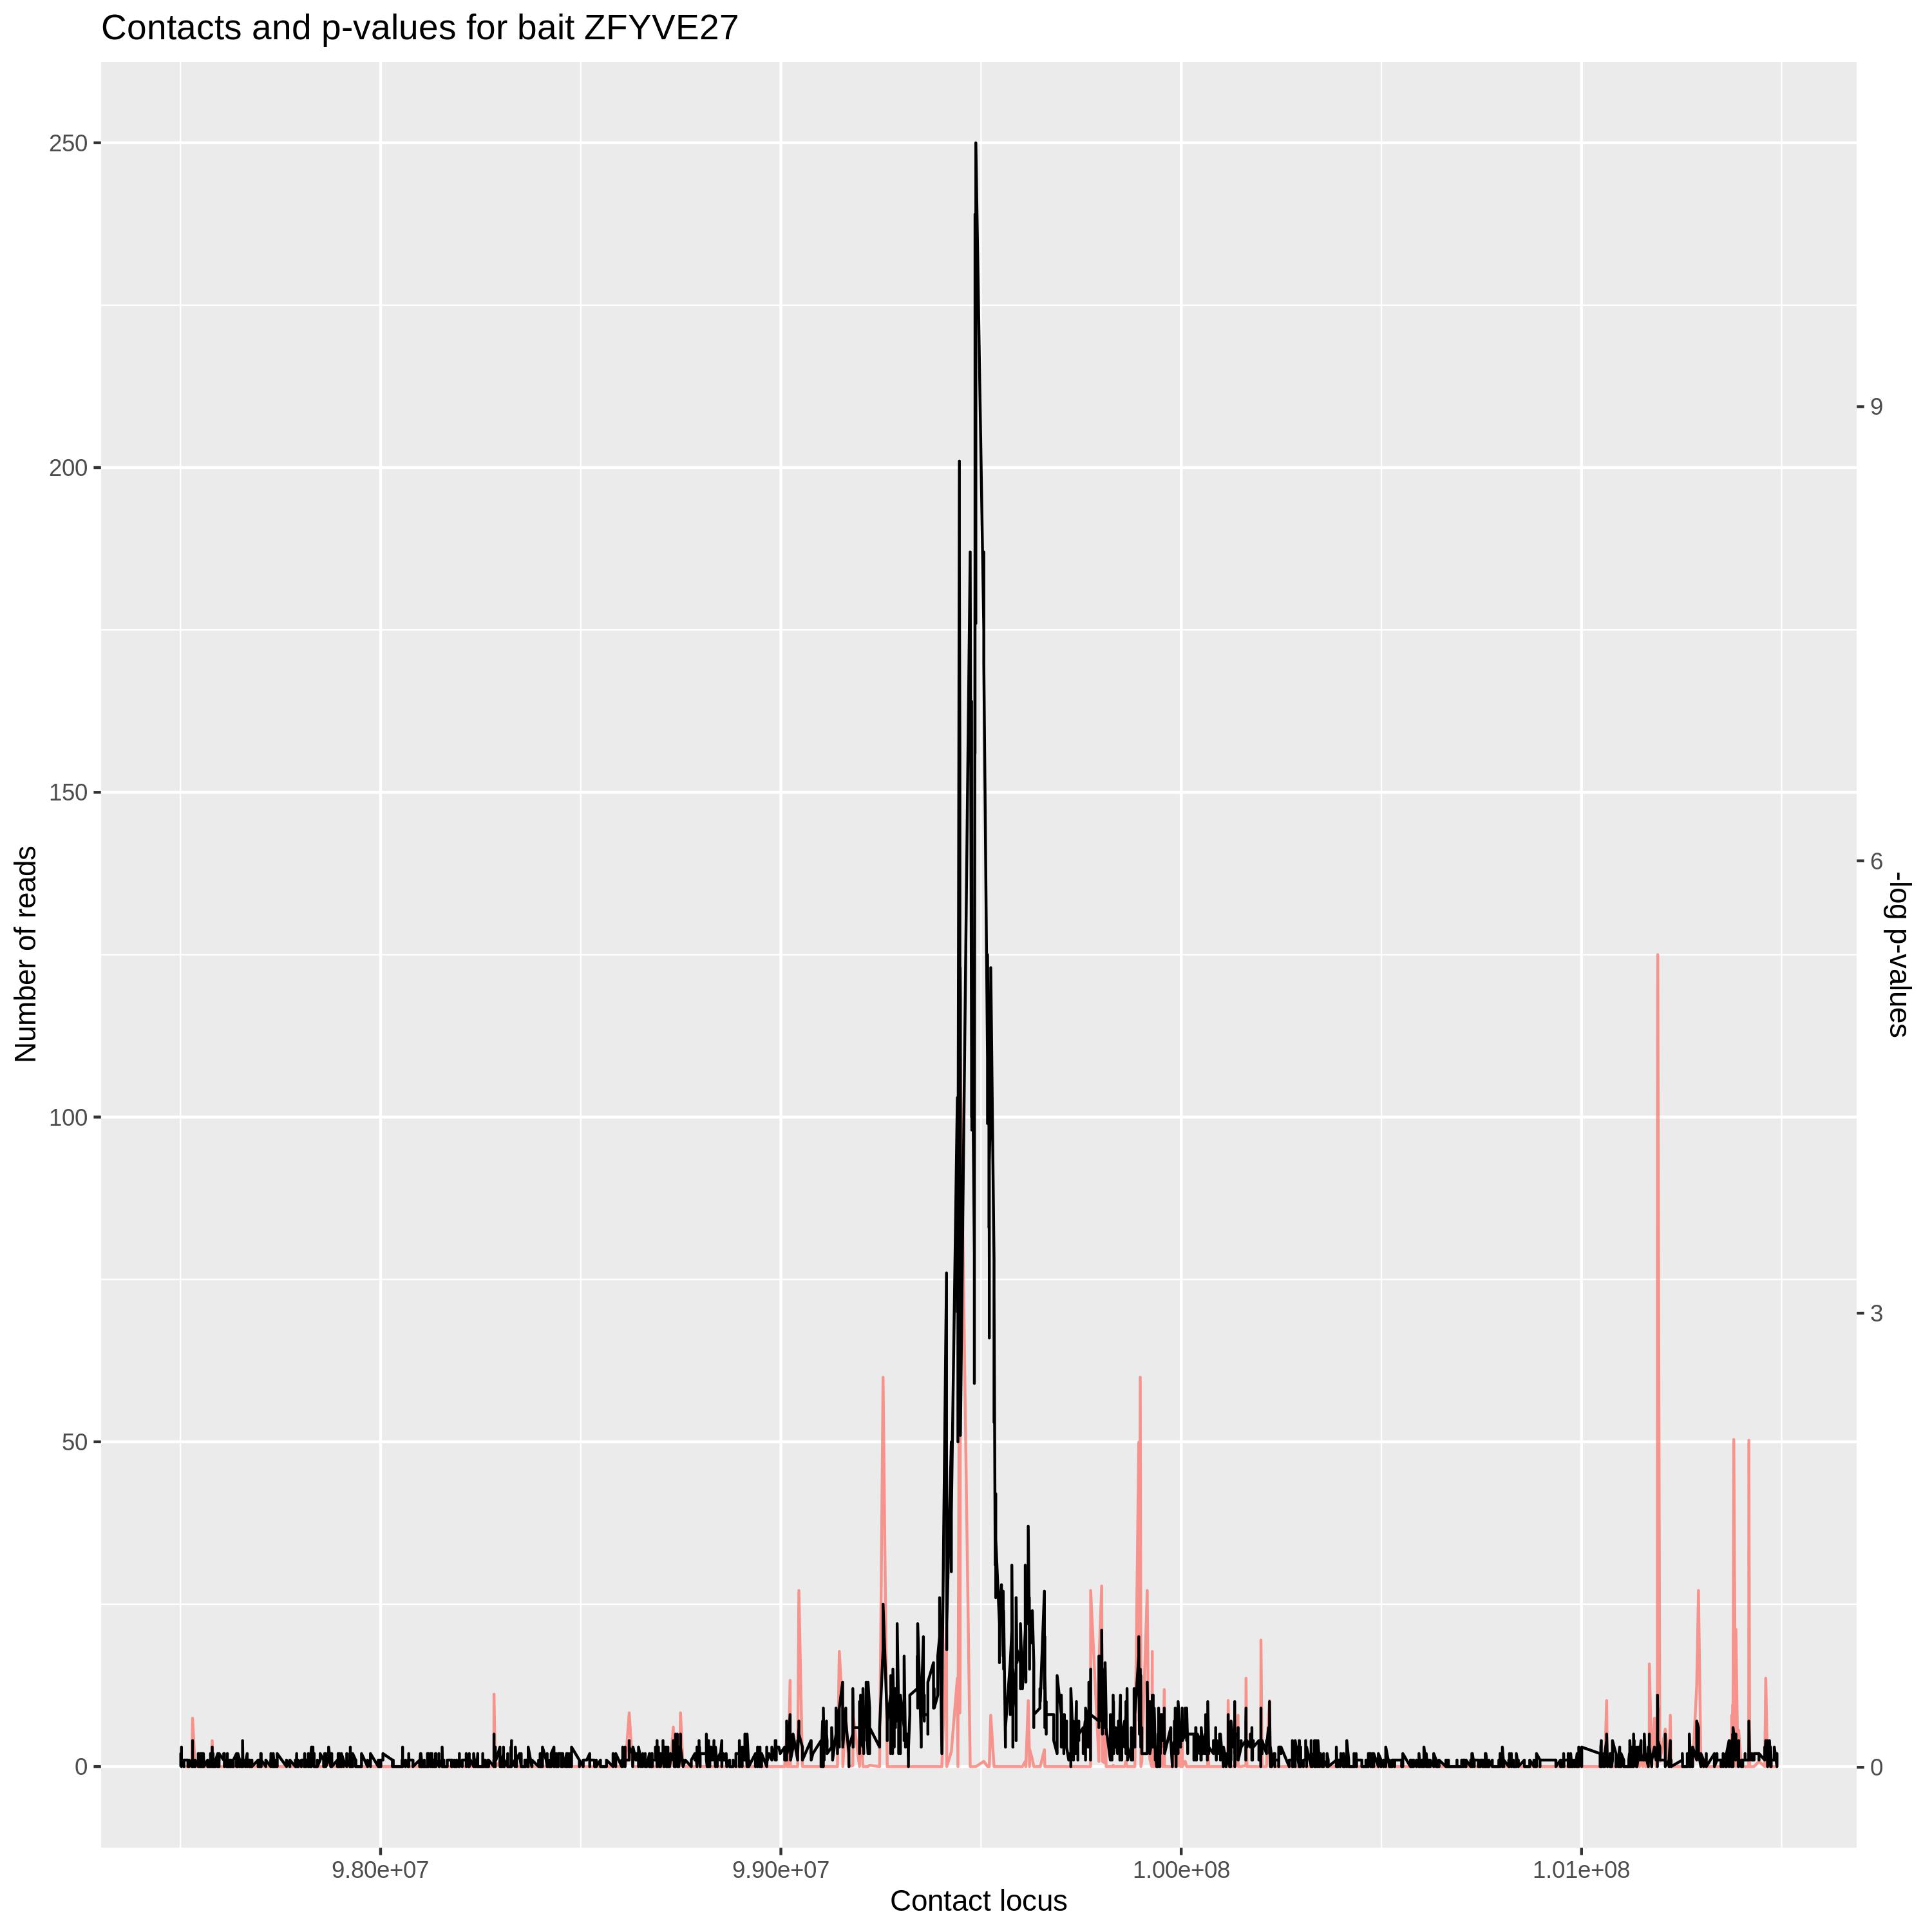 Contacts and p-values for bait ZFYVE27
250
200
150
100
50
0
Number of reads
9
6
3
0
-log p-values
9.80e+07
9.90e+07
1.00e+08
1.01e+08
Contact locus